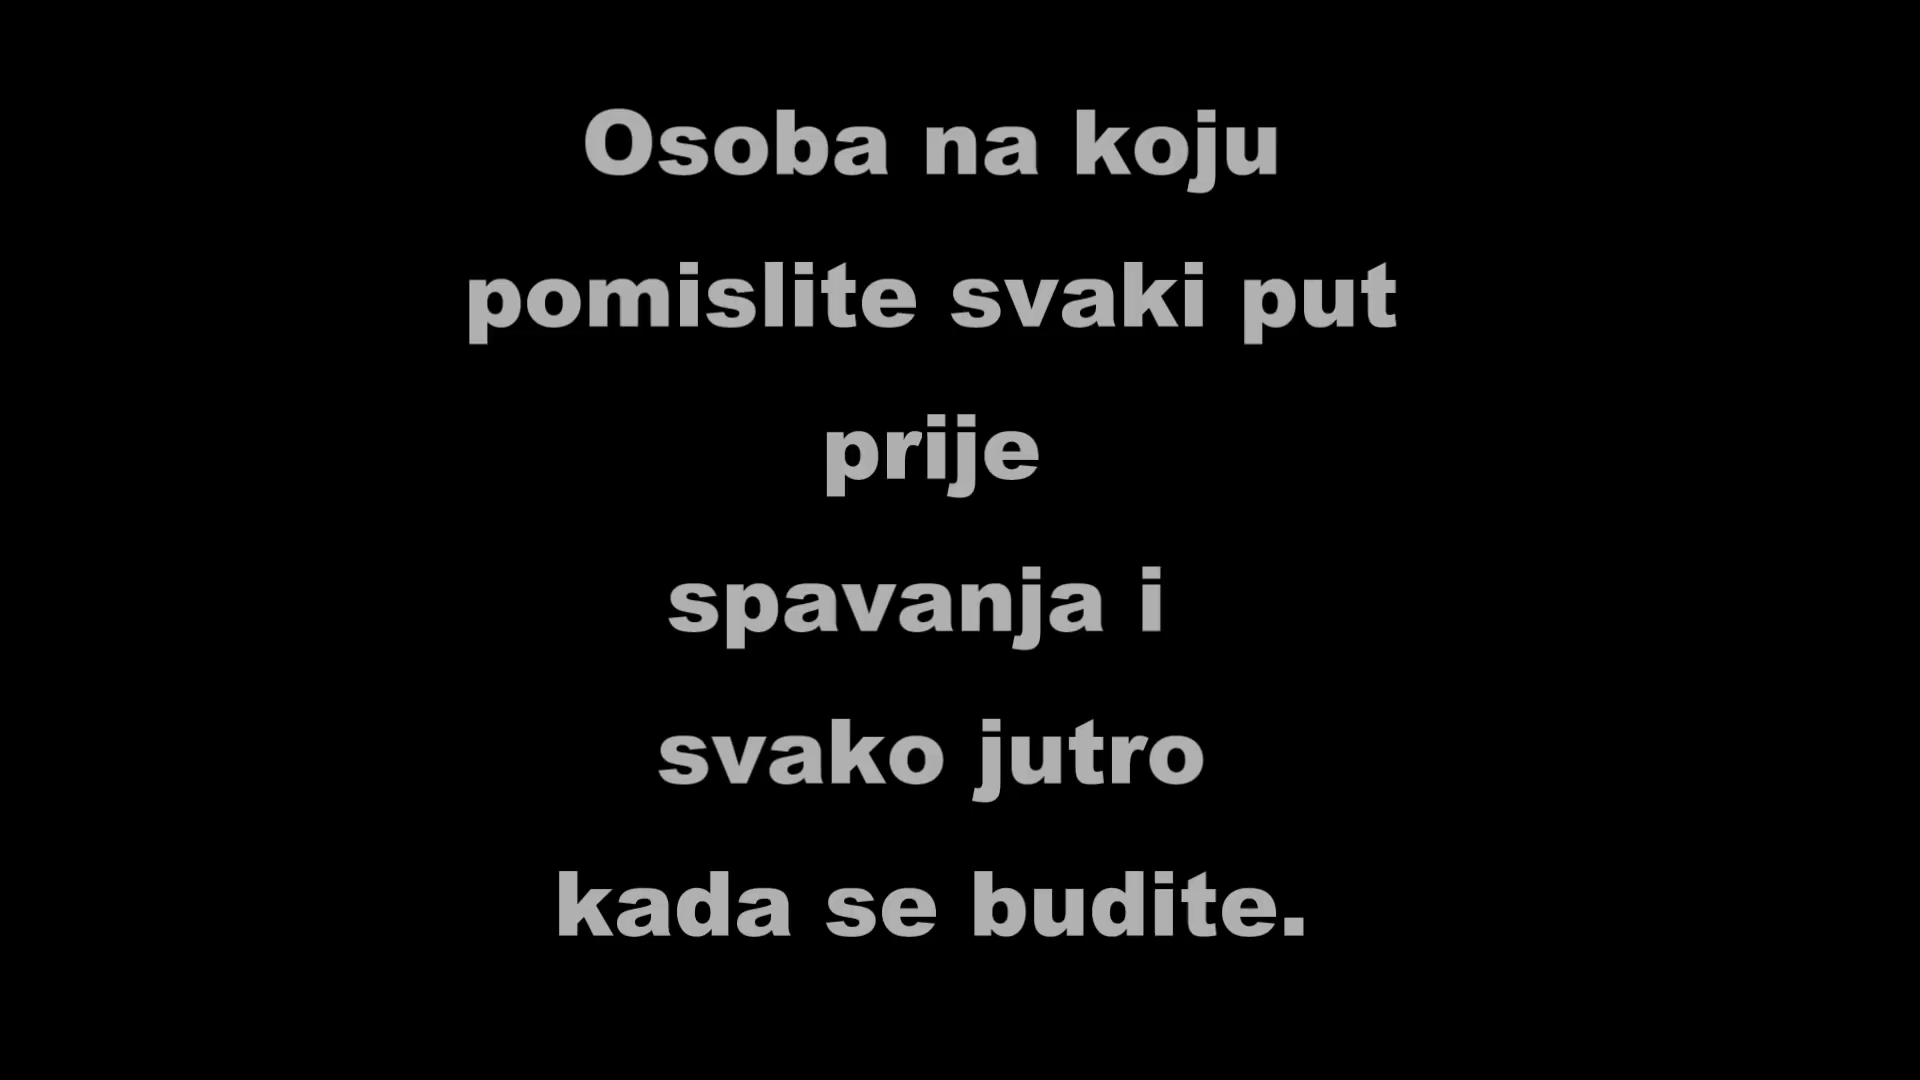 Osoba na koju
pomislite svaki put
prije
spavanja i
svako jutro
kada se budite.